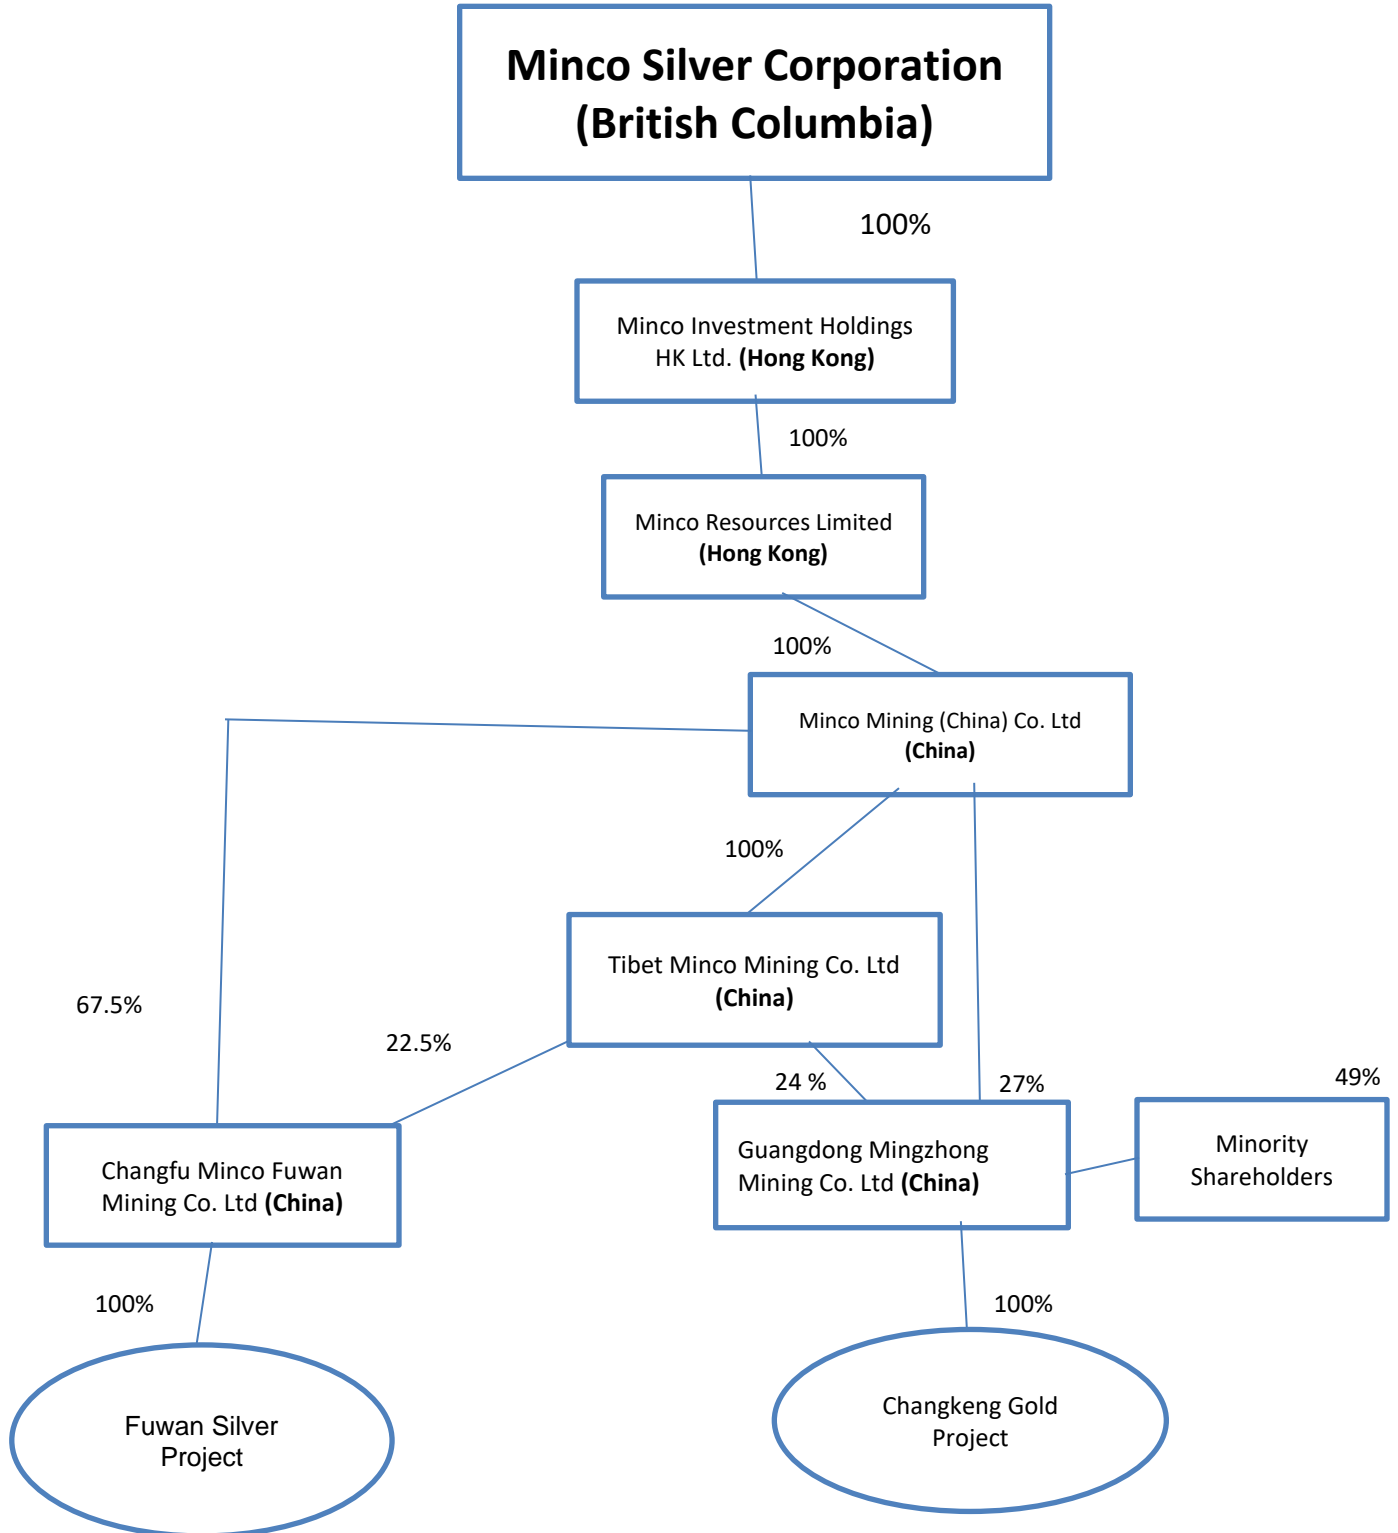 Minco Silver Corporation
(British Columbia)
100%
Minco Investment Holdings
HK Ltd. (Hong Kong)
100%
Minco Resources Limited
(Hong Kong)
100%
Minco Mining (China) Co. Ltd
(China)
100%
Tibet Minco Mining Co. Ltd
(China)
67.5%
22.5%
24 %
27%
49%
Changfu Minco Fuwan
Mining Co. Ltd (China)
Guangdong Mingzhong
Mining Co. Ltd (China)
Minority
Shareholders
100%
100%
Fuwan Silver
Project
Changkeng Gold
Project